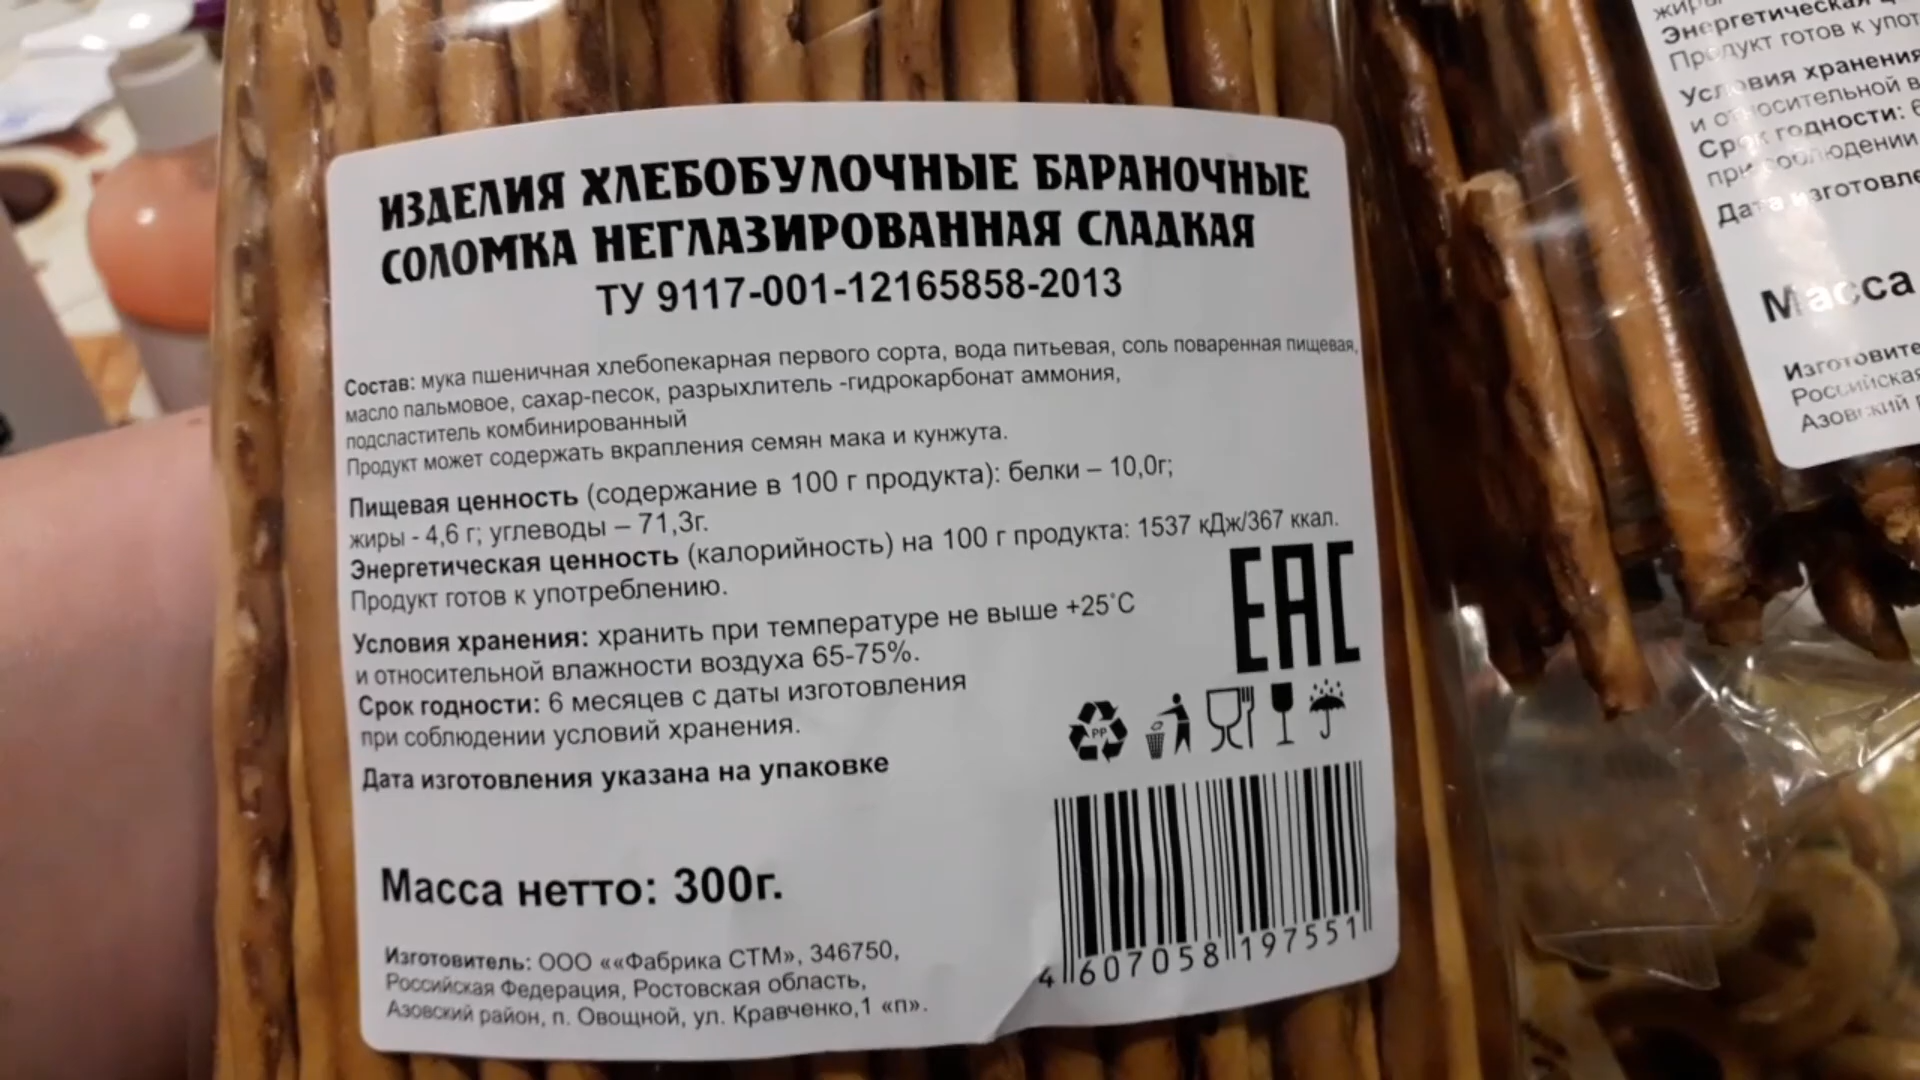 ИЗДЕЛИЯ ХЛЕБОБУЛОЧНЫЕ БАРАНОЧНЫЕ
СОЛОМКА НЕГЛАЗИРОВАННАЯ СЛАДКАЯ
ТУ 9117-001-12165858-2013
Состав: мука пшеничная хлебопекарная первого сорта, вода питьевая, соль поваренная пищевая,
масло пальмовое, сахар-песок, разрыхлитель -гидрокарбонат аммония,
подсластитель комбинированный
Продукт может содержать вкрапления семян мака и кунжута.
Пищевая ценность (содержание в 100 г продукта): белки – 10,0г;
жиры - 4,6 г; углеводы – 71,3г.
Энергетическая ценность (калорийность) на 100 г продукта: 1537 кДж/367 ккал.
Продукт готов к употреблению.
Условия хранения: хранить при температуре не выше +25°С
и относительной влажности воздуха 65-75%.
Срок годности: 6 месяцев с даты изготовления
при соблюдении условий хранения.
Дата изготовления указана на упаковке
EAC
PP
Масса нетто: 300г.
Изготовитель: ООО ««Фабрика СТМ», 346750,
Российская Федерация, Ростовская область,
Азовский район, п. Овощной, ул. Кравченко,1 «п».
4 607058 197551
Энергетическая
Продукт готов к
Условия хранения
и относительной
Срок годности:
при соблюдении
Дата
Масса
Российская
Азовский